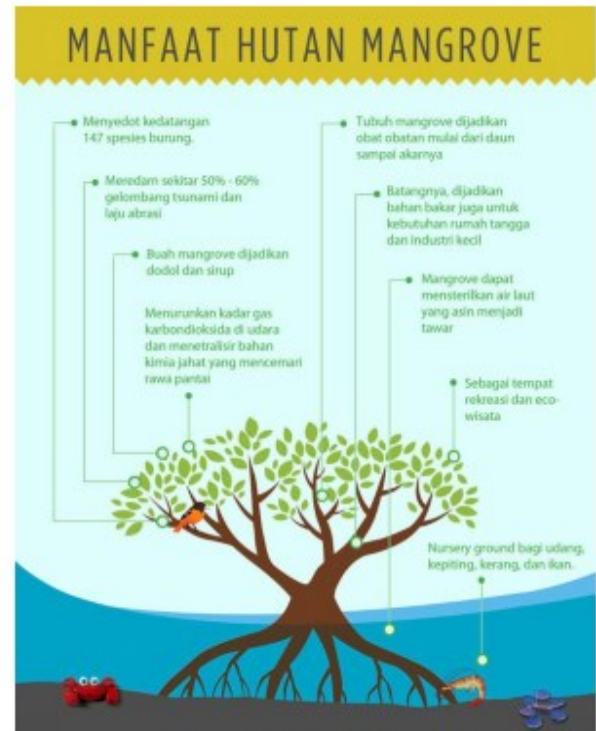 MANFAAT HUTAN MANGROVE
Menyedot kedatangan
147 spesies burung.
Meredam sekitar 50% - 60%
gelombang tsunami dan
laju abrasi
Buah mangrove dijadikan
dodol dan sirup
Menurunkan kadar gas
karbondioksida di udara
dan menetralisir bahan
kimia jahat yang mencemari
rawa pantai
Tubuh mangrove dijadikan
obat obatan mulai dari daun
sampai akarnya
Batangnya, dijadikan
bahan bakar juga untuk
kebutuhan rumah tangga
dan industri kecil
Mangrove dapat
mensterilkan air laut
yang asin menjadi
tawar
Sebagai tempat
rekreasi dan eco-
wisata
Nursery ground bagi udang,
kepiting, kerang, dan ikan.